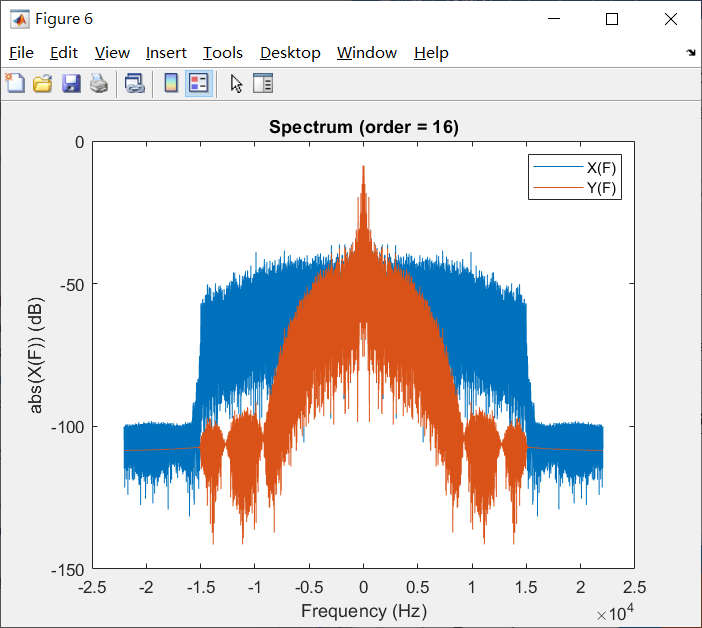 Figure 6
File Edit View Insert Tools Desktop Window Help
Spectrum (order = 16)
X(F)
Y(F)
abs(X(F)) (dB)
0
-50
-100
-150
-2.5 -2 -1.5 -1 -0.5 0 0.5 1 1.5 2 2.5
Frequency (Hz)
×10⁴